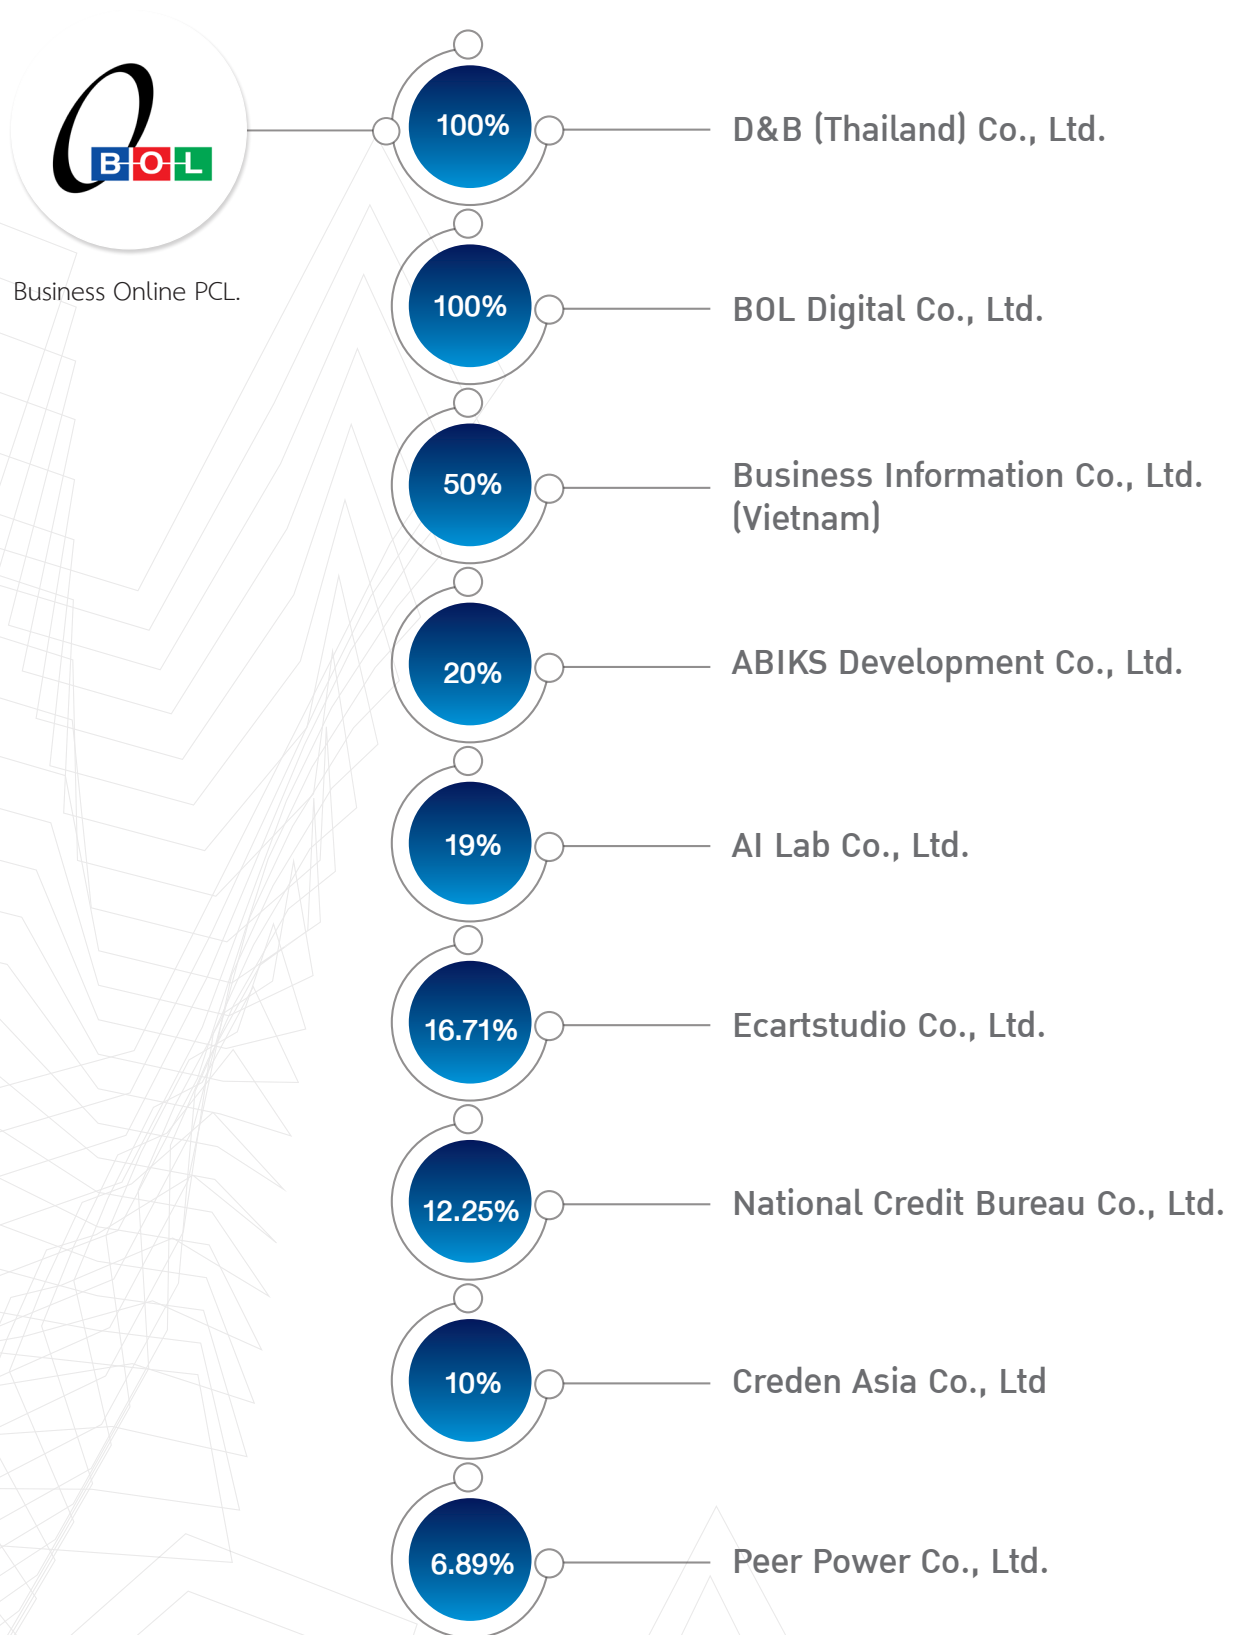 BOL
Business Online PCL.
100%
D&B (Thailand) Co., Ltd.
100%
BOL Digital Co., Ltd.
50%
Business Information Co., Ltd.
(Vietnam)
20%
ABIKS Development Co., Ltd.
19%
AI Lab Co., Ltd.
16.71%
Ecartstudio Co., Ltd.
12.25%
National Credit Bureau Co., Ltd.
10%
Creden Asia Co., Ltd
6.89%
Peer Power Co., Ltd.